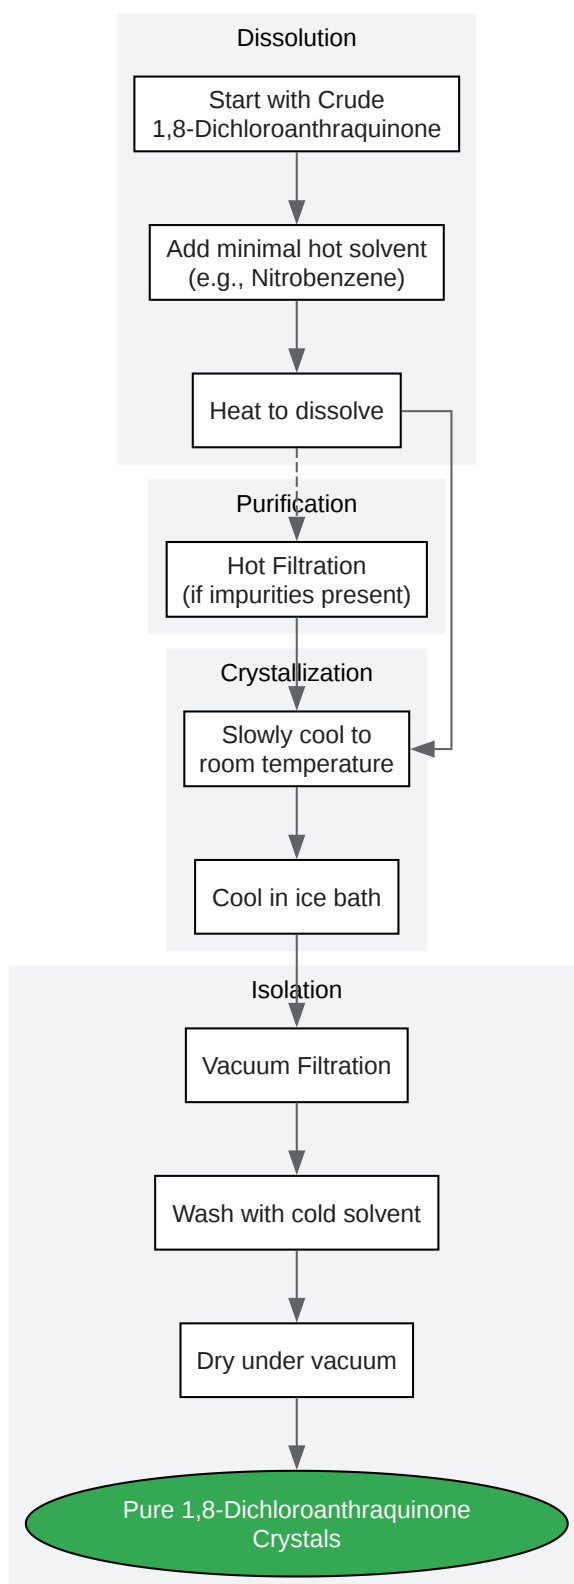 Dissolution
Start with Crude
1,8-Dichloroanthraquinone
Add minimal hot solvent
(e.g., Nitrobenzene)
Heat to dissolve
Purification
Hot Filtration
(if impurities present)
Crystallization
Slowly cool to
room temperature
Cool in ice bath
Isolation
Vacuum Filtration
Wash with cold solvent
Dry under vacuum
Pure 1,8-Dichloroanthraquinone
Crystals